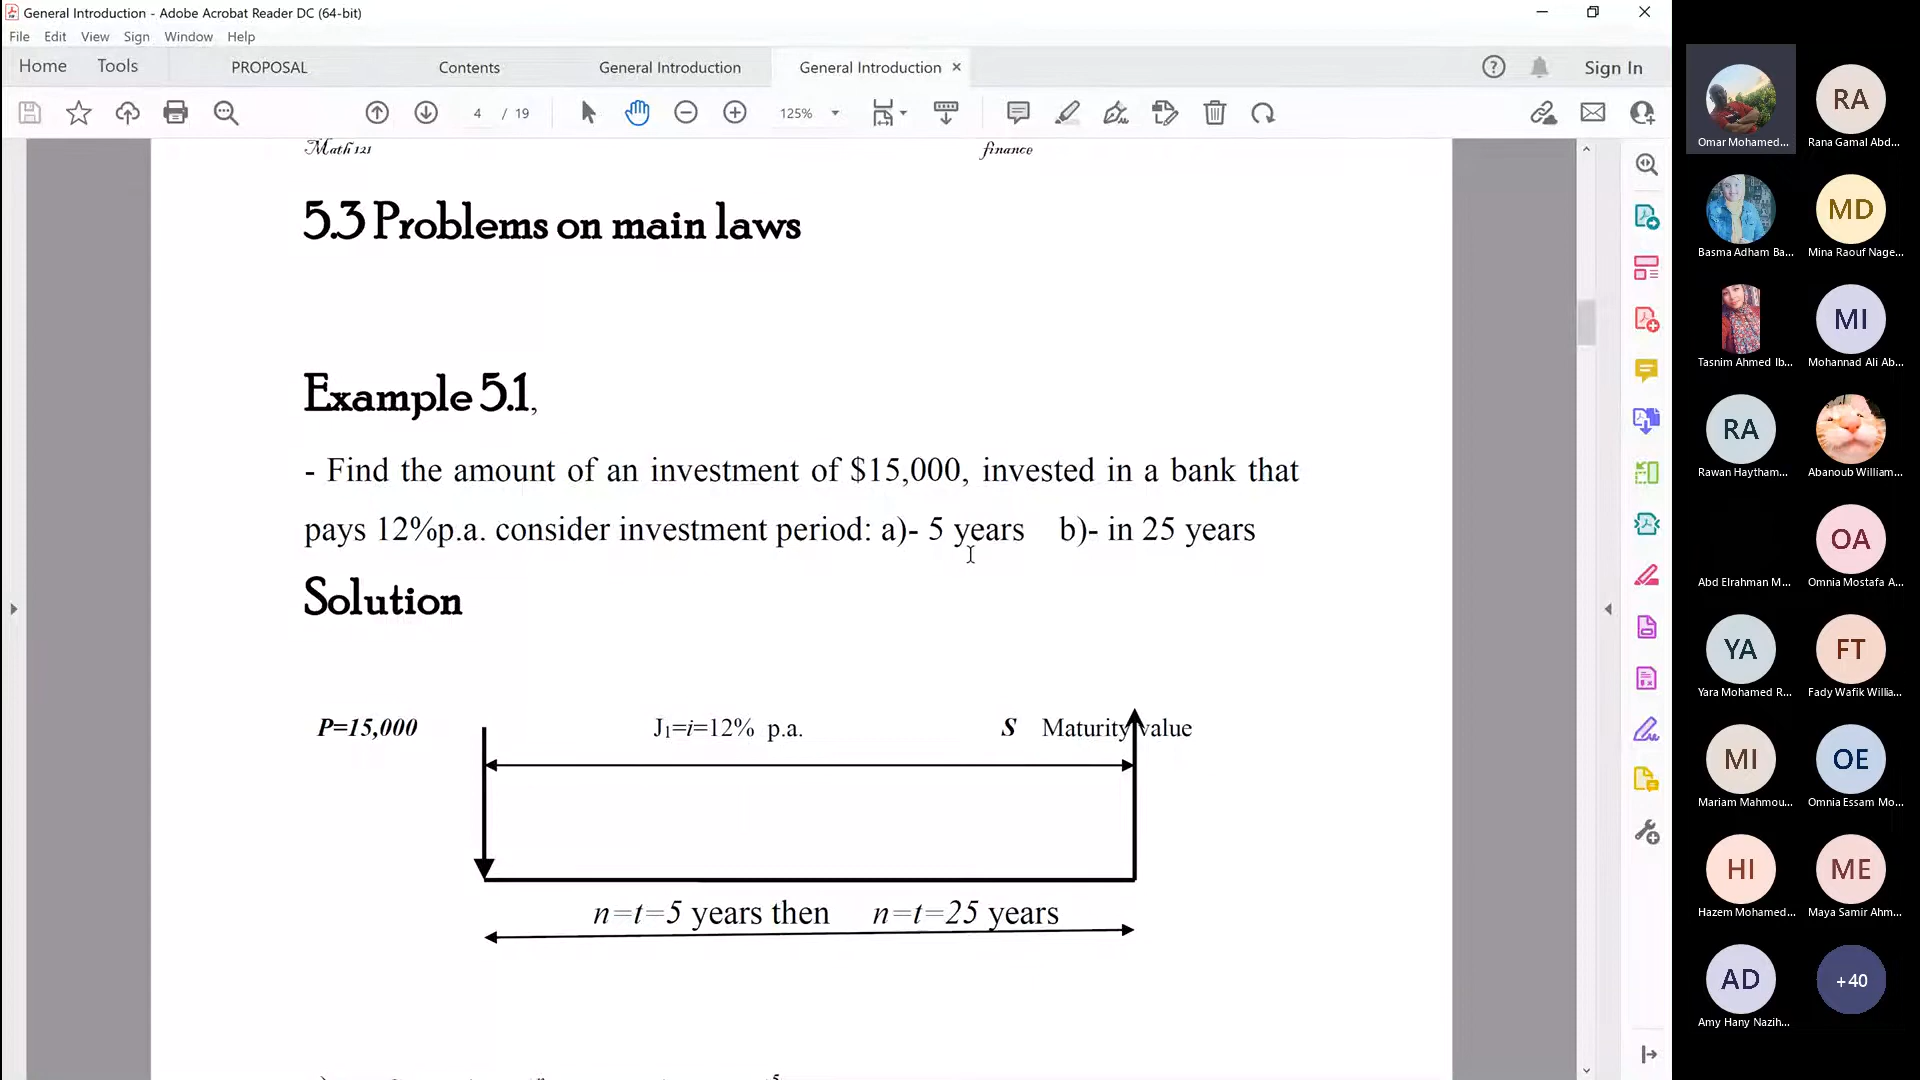 General Introduction - Adobe Acrobat Reader DC (64-bit)
File Edit View Sign Window Help
Home Tools PROPOSAL Contents General Introduction General Introduction × Sign In
4 / 19 125%
Math 121 finance
5.3 Problems on main laws
Example 5.1,
- Find the amount of an investment of $15,000, invested in a bank that
pays 12%p.a. consider investment period: a)- 5 years b)- in 25 years
Solution
P=15,000 J1=i=12% p.a. S Maturity value
n=t=5 years then n=t=25 years
Omar Mohamed...
RA
Rana Gamal Abd...
Basma Adham Ba...
MD
Mina Raouf Nage...
Tasnim Ahmed Ib...
MI
Mohannad Ali Ab...
RA
Rawan Haytham...
Abanoub William...
Abd Elrahman M...
OA
Omnia Mostafa A...
YA
Yara Mohamed R...
FT
Fady Wafik Willia...
MI
Mariam Mahmou...
OE
Omnia Essam Mo...
HI
Hazem Mohamed...
ME
Maya Samir Ahm...
AD
Amy Hany Nazih...
+40